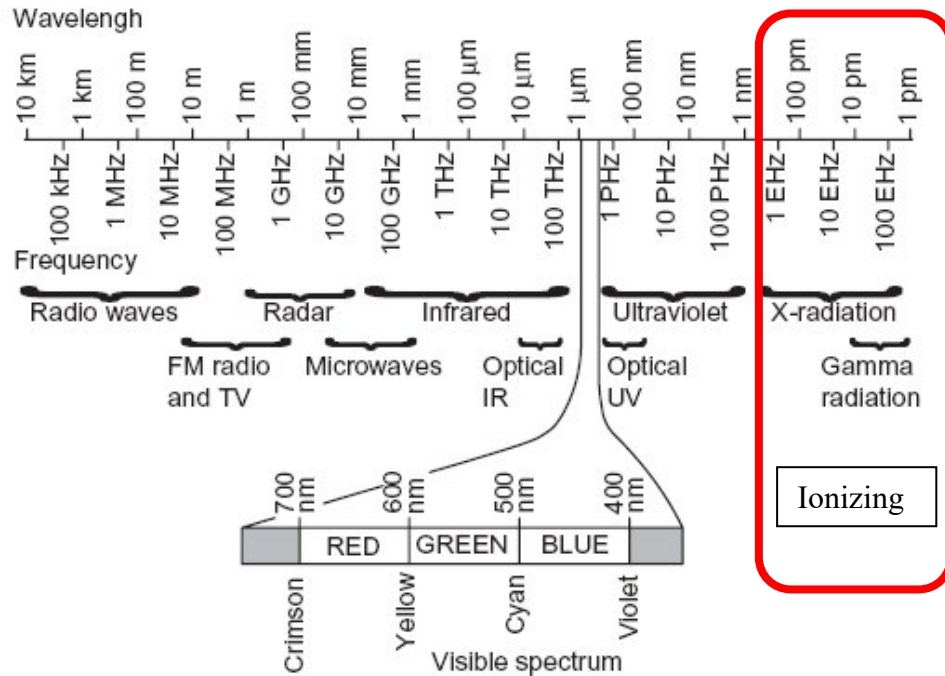 Wavelengh
10 km 1 km 100 m 10 m 1 m 100 mm 10 mm 1 mm 100 µm 10 µm 1 µm 100 nm 10 nm 1 nm 100 pm 10 pm 1 pm
100 kHz 1 MHz 10 MHz 100 MHz 1 GHz 10 GHz 100 GHz 1 THz 10 THz 100 THz 1 PHz 10 PHz 100 PHz 1 EHz 10 EHz 100 EHz
Frequency
Radio waves Radar Infrared Ultraviolet X-radiation
FM radio and TV
Microwaves
Optical IR
Optical UV
Gamma radiation
Ionizing
700 nm 600 nm 500 nm 400 nm
RED GREEN BLUE
Crimson Yellow Cyan Violet
Visible spectrum